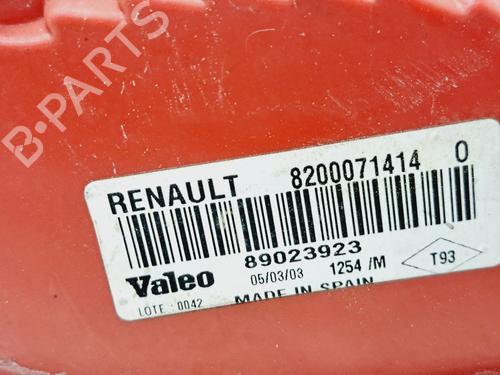 B-PARTS
RENAULT 8200071414 0
89023923
Valeo 05/03/03 1254 /M T93
LOTE : 0042 MADE IN SPAIN